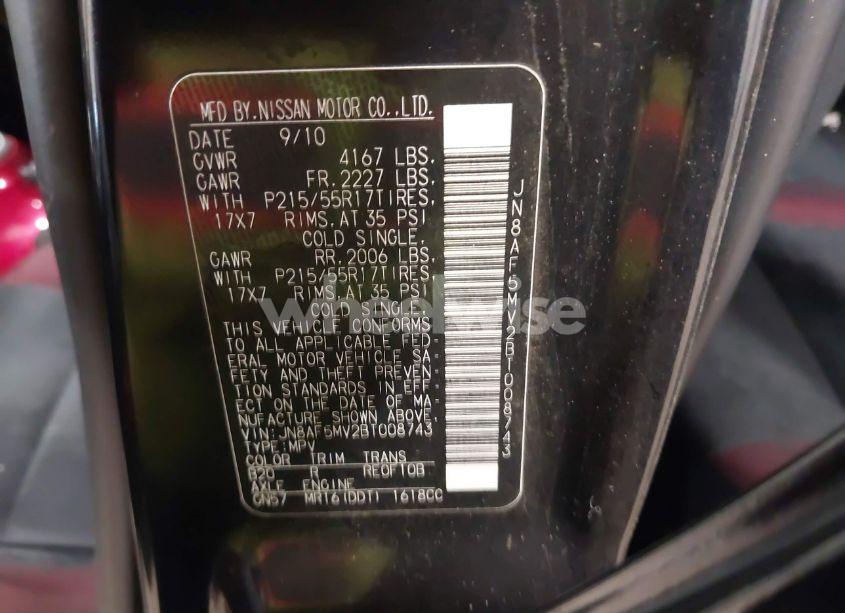 MFD BY. NISSAN MOTOR CO., LTD.
DATE 9/10
GVWR 4167 LBS.
GAWR FR. 2227 LBS.
WITH P215/55R17TIRES,
17X7 RIMS. AT 35 PSI
COLD SINGLE.
GAWR RR. 2006 LBS.
WITH P215/55R17TIRES,
17X7 RIMS. AT 35 PSI
COLD SINGLE.
THIS VEHICLE CONFORMS
TO ALL APPLICABLE FED-
ERAL MOTOR VEHICLE SA-
FETY AND THEFT PREVEN-
TION STANDARDS IN EFF-
ECT ON THE DATE OF MA-
NUFACTURE SHOWN ABOVE.
VIN:JN8AF5MV2BT008743
TYPE:MPV
COLOR TRIM TRANS
R RE0F10B
AXLE ENGINE
GN57 MR16(DDT) 1618CC
JN8AF5MV2BT008743
wheelwise